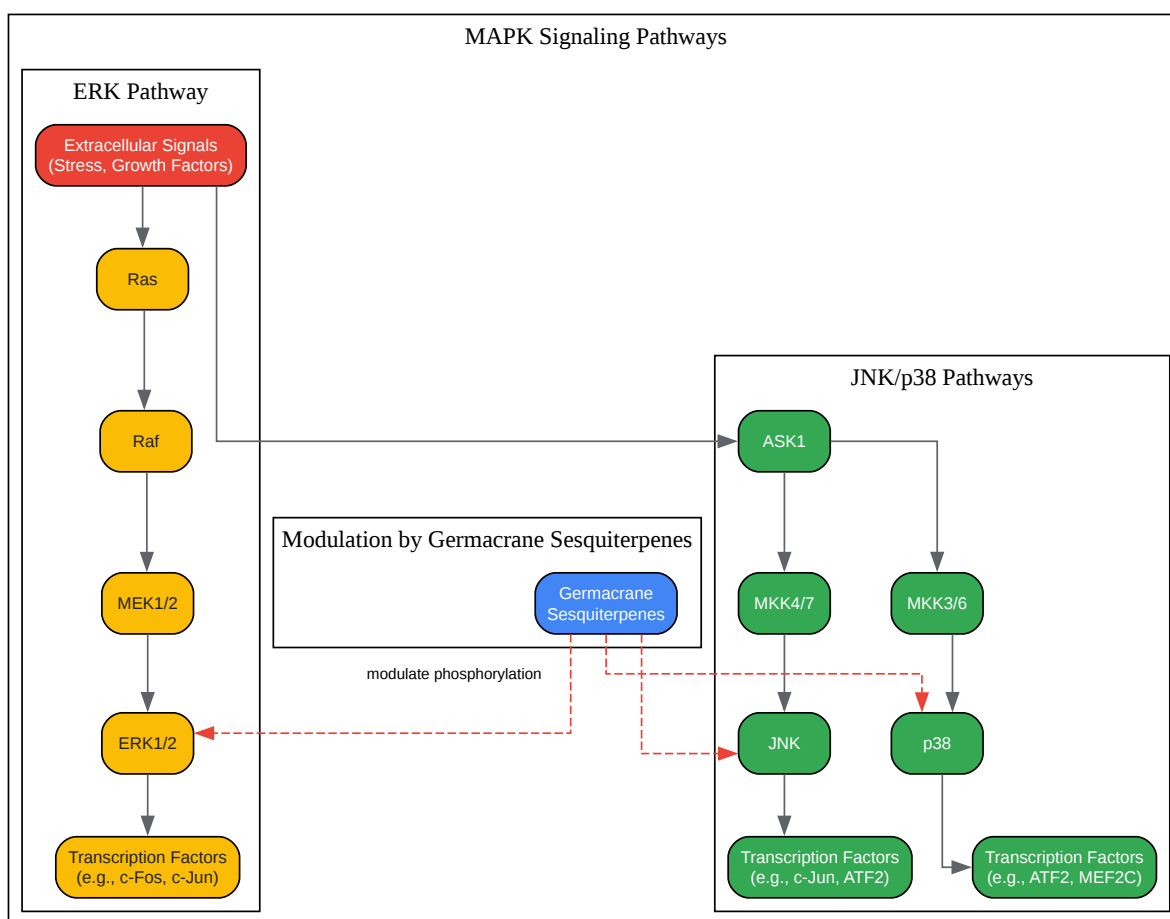 MAPK Signaling Pathways
ERK Pathway
Extracellular Signals
(Stress, Growth Factors)
Ras
Raf
MEK1/2
ERK1/2
Transcription Factors
(e.g., c-Fos, c-Jun)
Modulation by Germacrane Sesquiterpenes
Germacrane
Sesquiterpenes
modulate phosphorylation
JNK/p38 Pathways
ASK1
MKK4/7
MKK3/6
JNK
p38
Transcription Factors
(e.g., c-Jun, ATF2)
Transcription Factors
(e.g., ATF2, MEF2C)